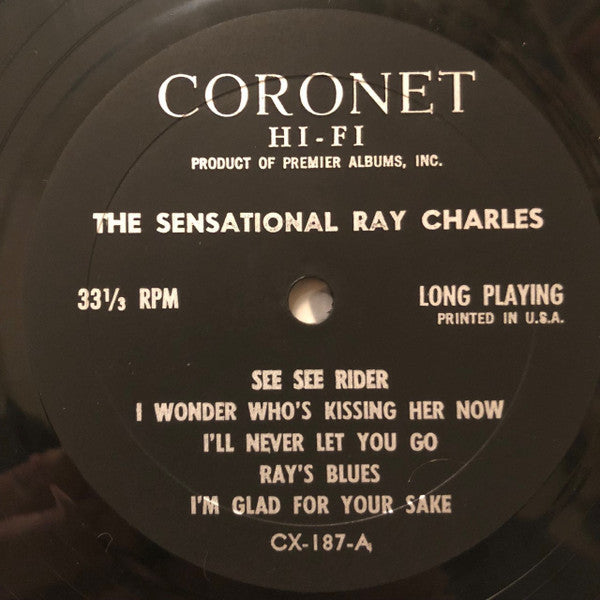 CORONET
HI-FI
PRODUCT OF PREMIER ALBUMS, INC.
THE SENSATIONAL RAY CHARLES
33⅓ RPM
LONG PLAYING
PRINTED IN U.S.A.
SEE SEE RIDER
I WONDER WHO'S KISSING HER NOW
I'LL NEVER LET YOU GO
RAY'S BLUES
I'M GLAD FOR YOUR SAKE
CX-187-A